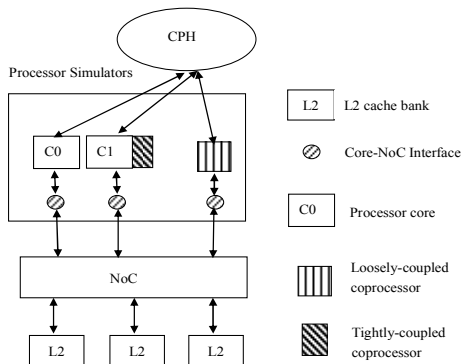 CPH
Processor Simulators
C0
C1
NoC
L2
L2
L2
L2
L2 cache bank
Core-NoC Interface
C0
Processor core
Loosely-coupled
coprocessor
Tightly-coupled
coprocessor